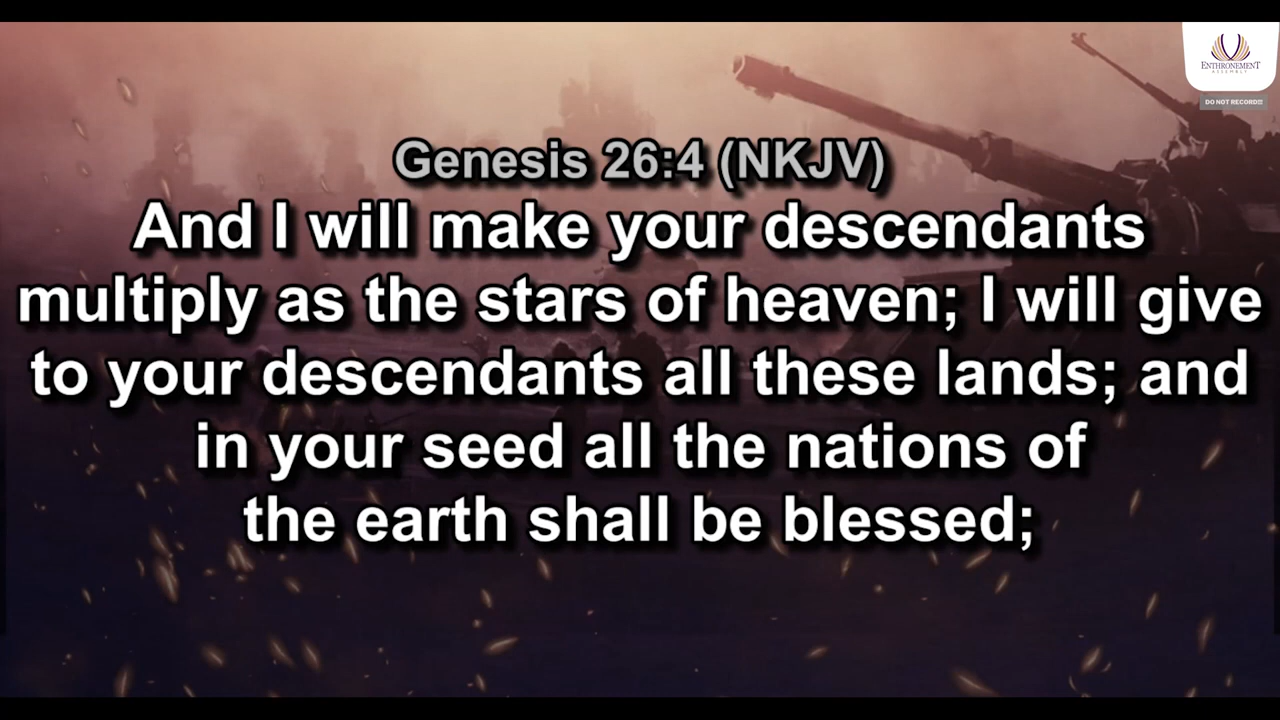 ENTHRONEMENT
ASSEMBLY
DO NOT RECORD!!!
Genesis 26:4 (NKJV)
And I will make your descendants
multiply as the stars of heaven; I will give
to your descendants all these lands; and
in your seed all the nations of
the earth shall be blessed;